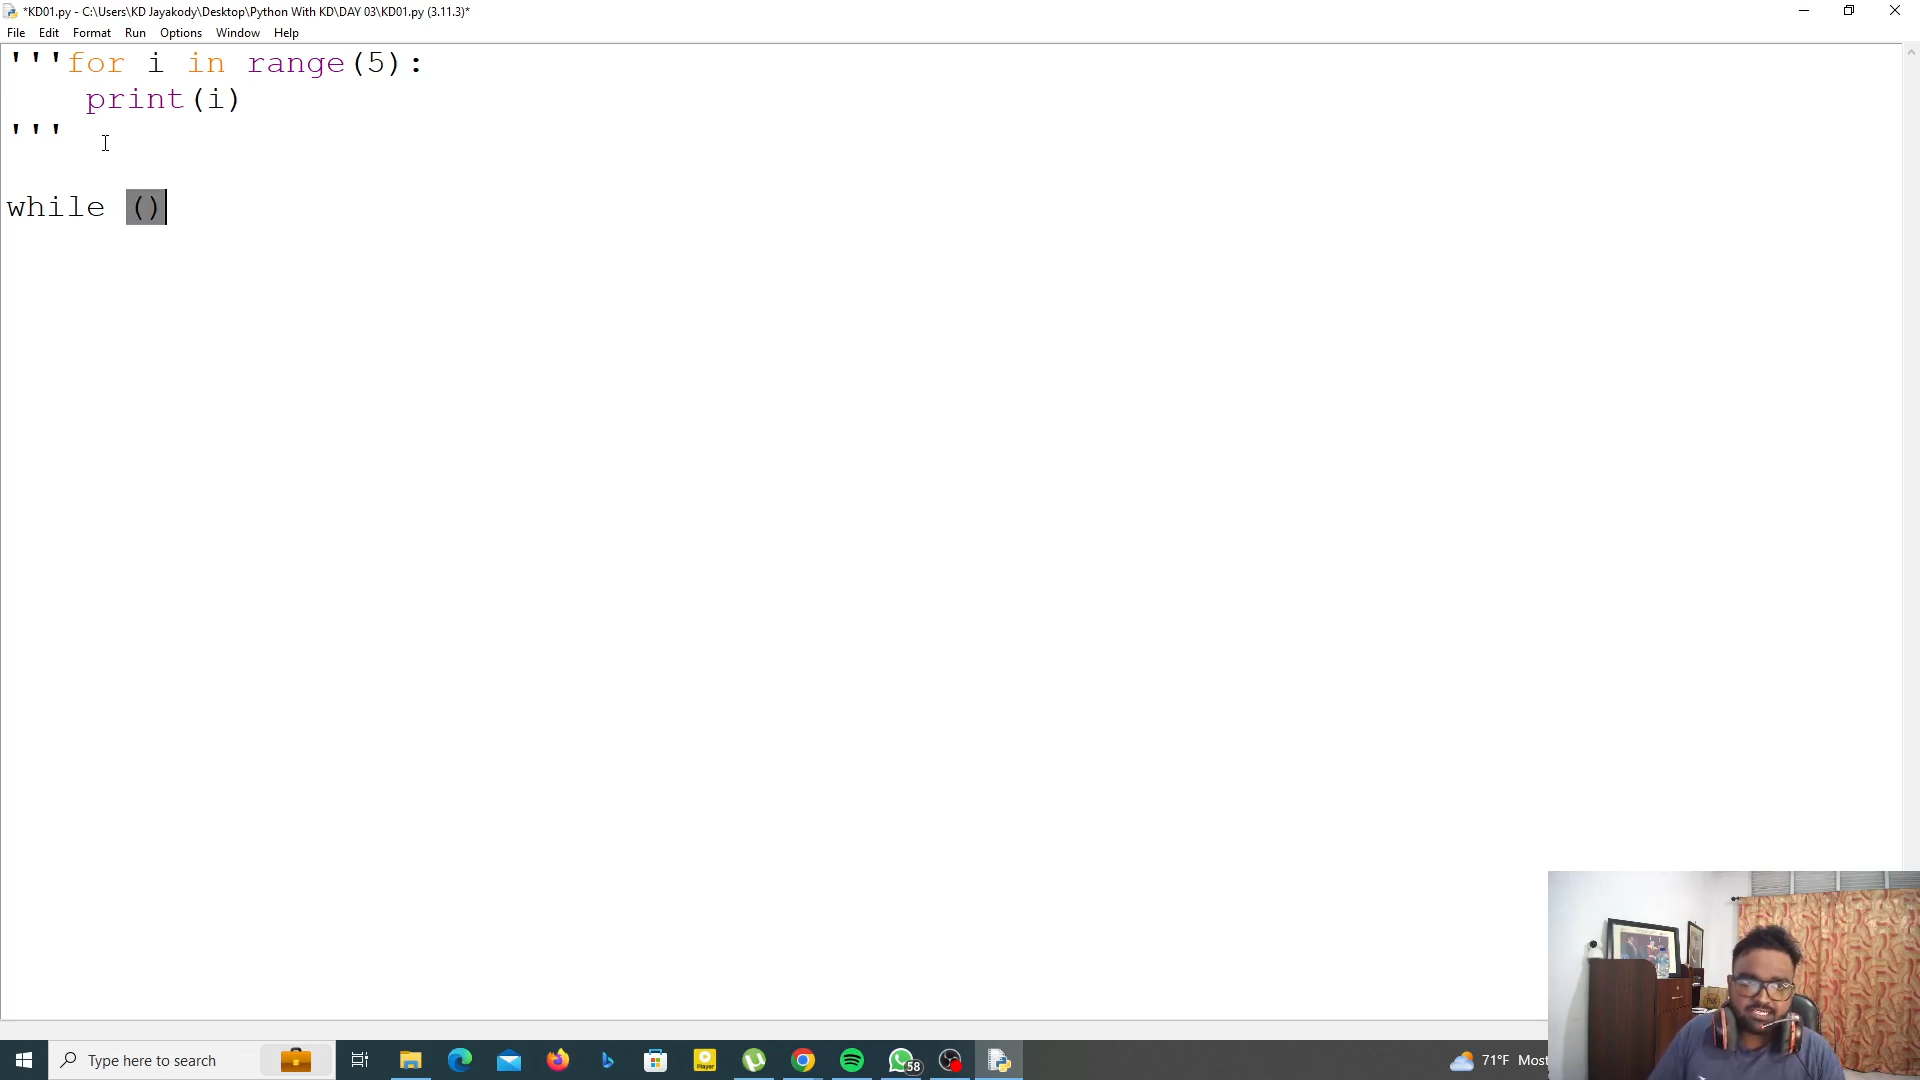 *KD01.py - C:\Users\KD Jayakody\Desktop\Python With KD\DAY 03\KD01.py (3.11.3)*
File Edit Format Run Options Window Help
'''for i in range(5):
    print(i)
'''
while ()
Type here to search
Player
58
71°F Most